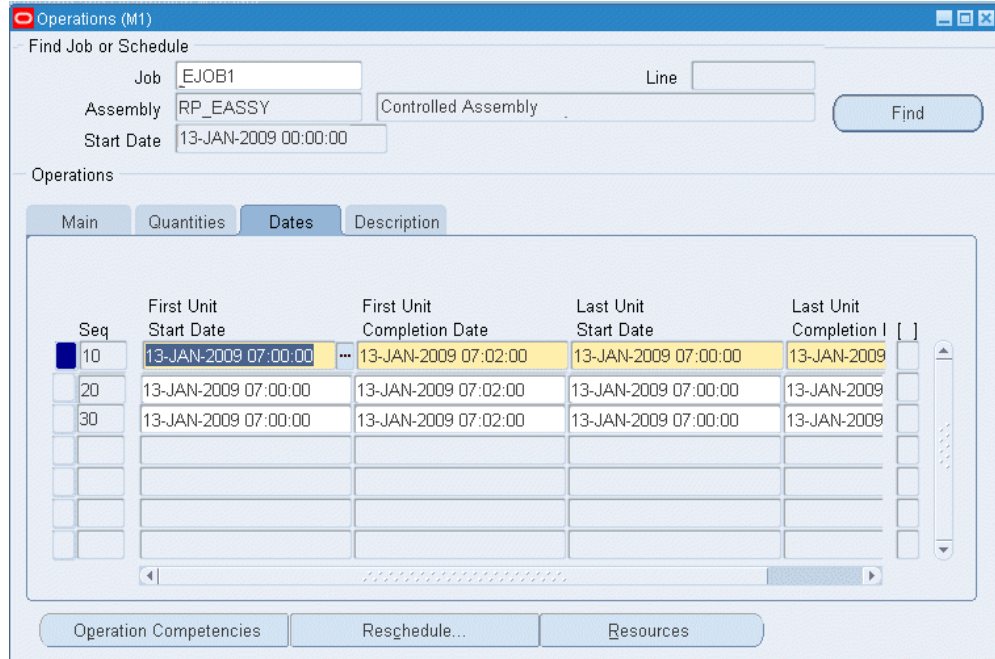 Operations (M1)
Find Job or Schedule
Job _EJOB1 Line
Assembly RP_EASSY Controlled Assembly
Find
Start Date 13-JAN-2009 00:00:00
Operations
Main Quantities Dates Description
First Unit First Unit Last Unit Last Unit
Seq Start Date Completion Date Start Date Completion I [ ]
10 13-JAN-2009 07:00:00 ... 13-JAN-2009 07:02:00 13-JAN-2009 07:00:00 13-JAN-2009
20 13-JAN-2009 07:00:00 13-JAN-2009 07:02:00 13-JAN-2009 07:00:00 13-JAN-2009
30 13-JAN-2009 07:00:00 13-JAN-2009 07:02:00 13-JAN-2009 07:00:00 13-JAN-2009
Operation Competencies Reschedule... Resources